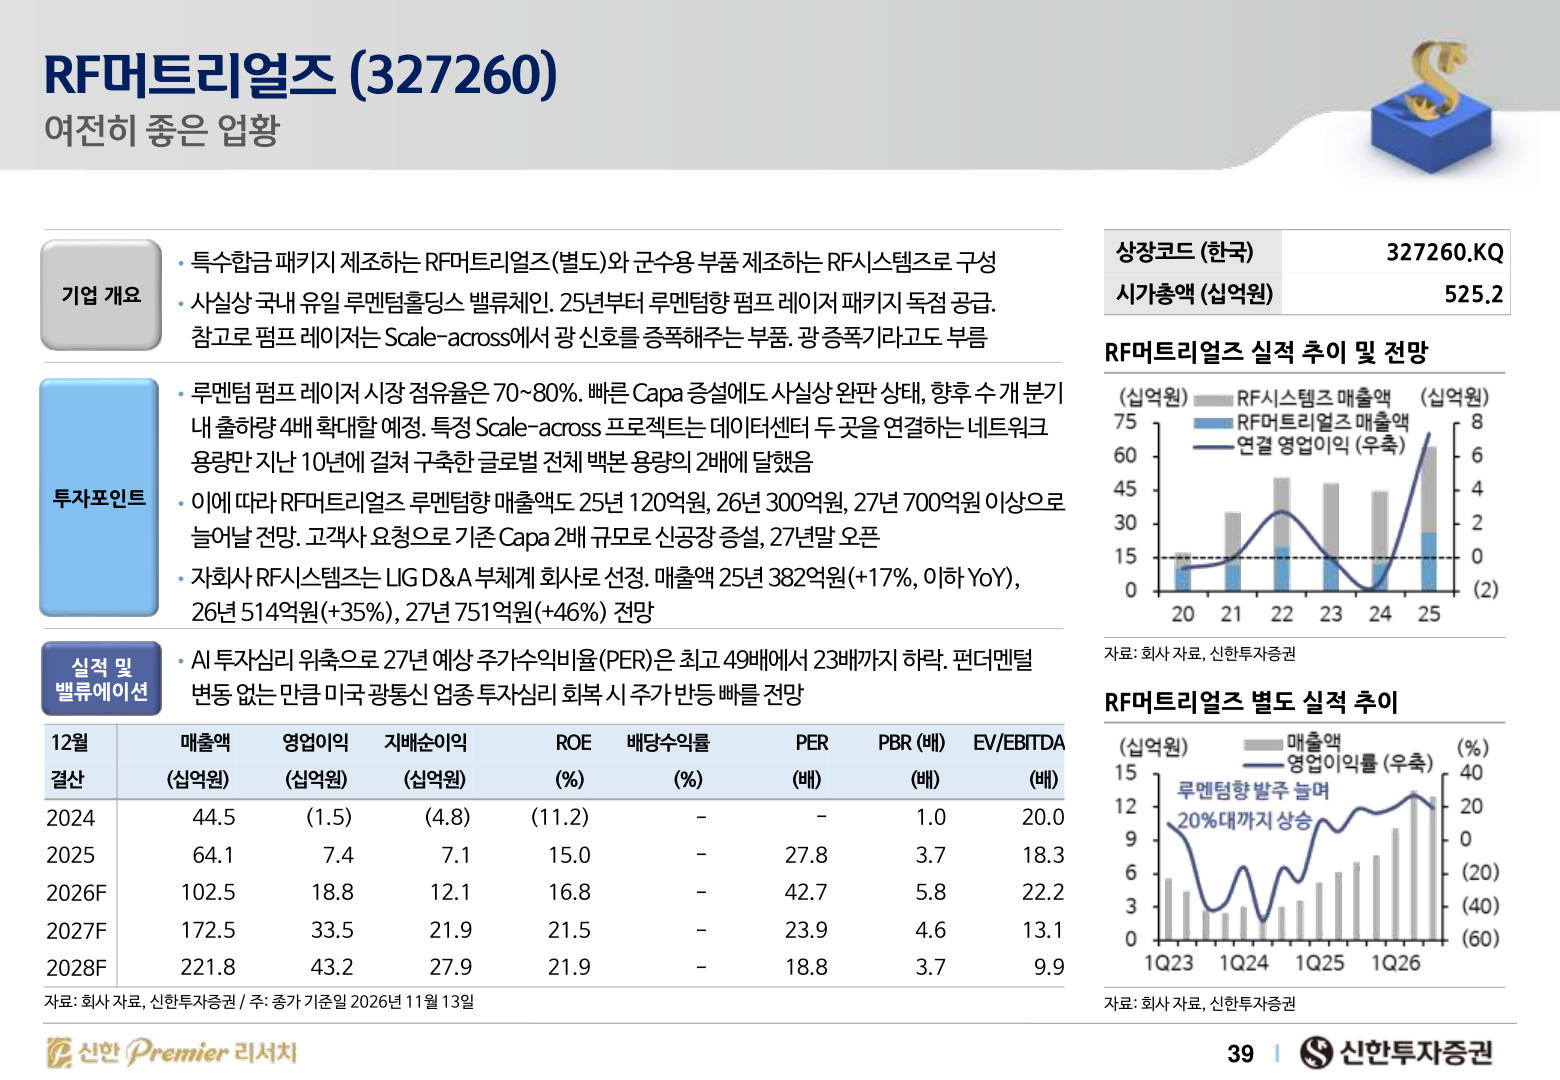 RF머트리얼즈 (327260)
여전히 좋은 업황
기업 개요
• 특수합금 패키지 제조하는 RF머트리얼즈(별도)와 군수용 부품 제조하는 RF시스템즈로 구성
• 사실상 국내 유일 루멘텀홀딩스 밸류체인. 25년부터 루멘텀향 펌프 레이저 패키지 독점 공급.
참고로 펌프 레이저는 Scale-across에서 광 신호를 증폭해주는 부품. 광 증폭기라고도 부름
투자포인트
• 루멘텀 펌프 레이저 시장 점유율은 70~80%. 빠른 Capa 증설에도 사실상 완판 상태, 향후 수 개 분기
내 출하량 4배 확대할 예정. 특정 Scale-across 프로젝트는 데이터센터 두 곳을 연결하는 네트워크
용량만 지난 10년에 걸쳐 구축한 글로벌 전체 백본 용량의 2배에 달했음
• 이에 따라 RF머트리얼즈 루멘텀향 매출액도 25년 120억원, 26년 300억원, 27년 700억원 이상으로
늘어날 전망. 고객사 요청으로 기존 Capa 2배 규모로 신공장 증설, 27년말 오픈
• 자회사 RF시스템즈는 LIG D&A 부체계 회사로 선정. 매출액 25년 382억원(+17%, 이하 YoY),
26년 514억원(+35%), 27년 751억원(+46%) 전망
실적 및
밸류에이션
• AI 투자심리 위축으로 27년 예상 주가수익비율(PER)은 최고 49배에서 23배까지 하락. 펀더멘털
변동 없는 만큼 미국 광통신 업종 투자심리 회복 시 주가 반등 빠를 전망
12월 매출액 영업이익 지배순이익 ROE 배당수익률 PER PBR (배) EV/EBITDA
결산 (십억원) (십억원) (십억원) (%) (%) (배) (배) (배)
2024 44.5 (1.5) (4.8) (11.2) – – 1.0 20.0
2025 64.1 7.4 7.1 15.0 – 27.8 3.7 18.3
2026F 102.5 18.8 12.1 16.8 – 42.7 5.8 22.2
2027F 172.5 33.5 21.9 21.5 – 23.9 4.6 13.1
2028F 221.8 43.2 27.9 21.9 – 18.8 3.7 9.9
자료: 회사 자료, 신한투자증권 / 주: 종가 기준일 2026년 11월 13일
상장코드 (한국) 327260.KQ
시가총액 (십억원) 525.2
RF머트리얼즈 실적 추이 및 전망
(십억원) RF시스템즈 매출액 (십억원)
75 RF머트리얼즈 매출액 8
연결 영업이익 (우축)
60 6
45 4
30 2
15 0
0 (2)
20 21 22 23 24 25
자료: 회사 자료, 신한투자증권
RF머트리얼즈 별도 실적 추이
(십억원) 매출액 (%)
영업이익률 (우축)
15 40
루멘텀향 발주 늘며
12 20
20%대까지 상승
9 0
6 (20)
3 (40)
0 (60)
1Q23 1Q24 1Q25 1Q26
자료: 회사 자료, 신한투자증권
신한 Premier 리서치
39 | 신한투자증권